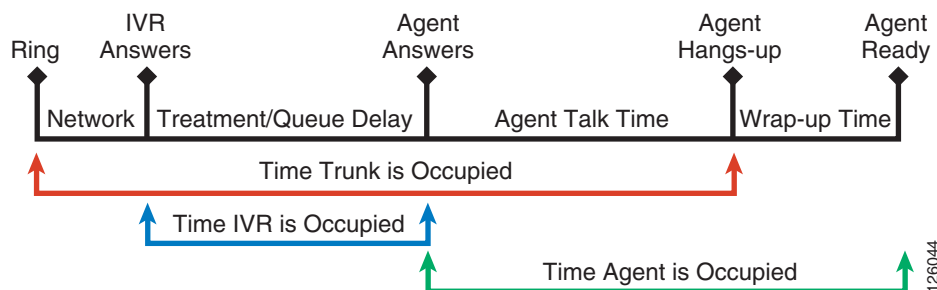 Ring
IVR
Answers
Agent
Answers
Agent
Hangs-up
Agent
Ready
Network
Treatment/Queue Delay
Agent Talk Time
Wrap-up Time
Time Trunk is Occupied
Time IVR is Occupied
Time Agent is Occupied
126044